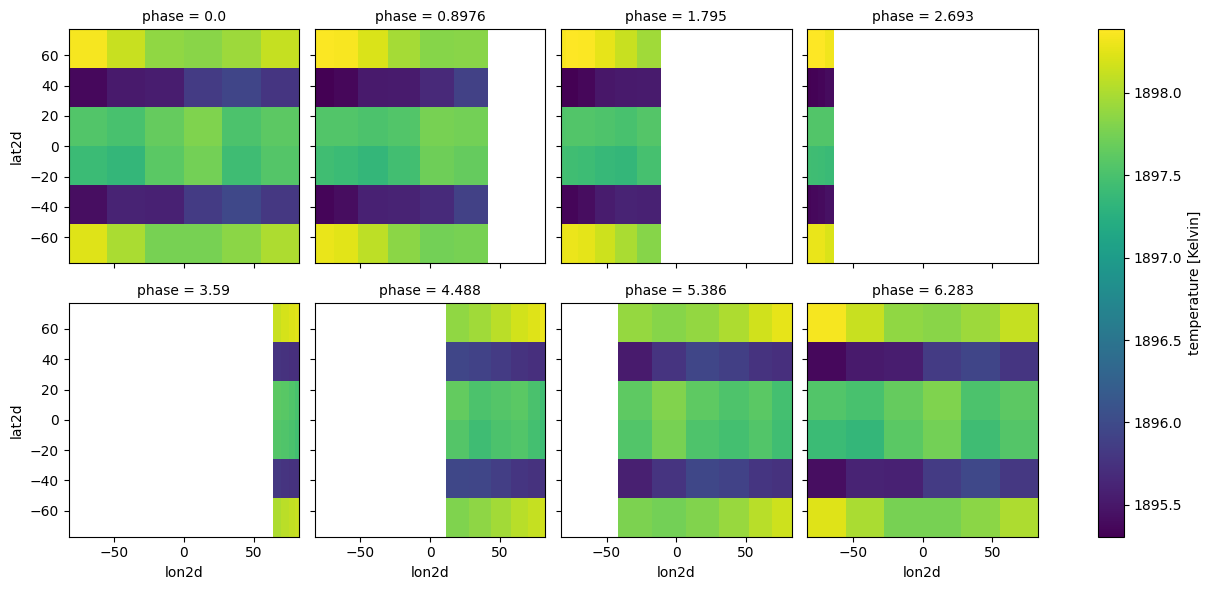 phase = 0.0 phase = 0.8976 phase = 1.795 phase = 2.693
60
40
20
0
−20
−40
−60
lat2d
phase = 3.59 phase = 4.488 phase = 5.386 phase = 6.283
60
40
20
0
−20
−40
−60
lat2d
−50 0 50 −50 0 50 −50 0 50 −50 0 50
lon2d lon2d lon2d lon2d
1898.0
1897.5
1897.0
1896.5
1896.0
1895.5
temperature [Kelvin]